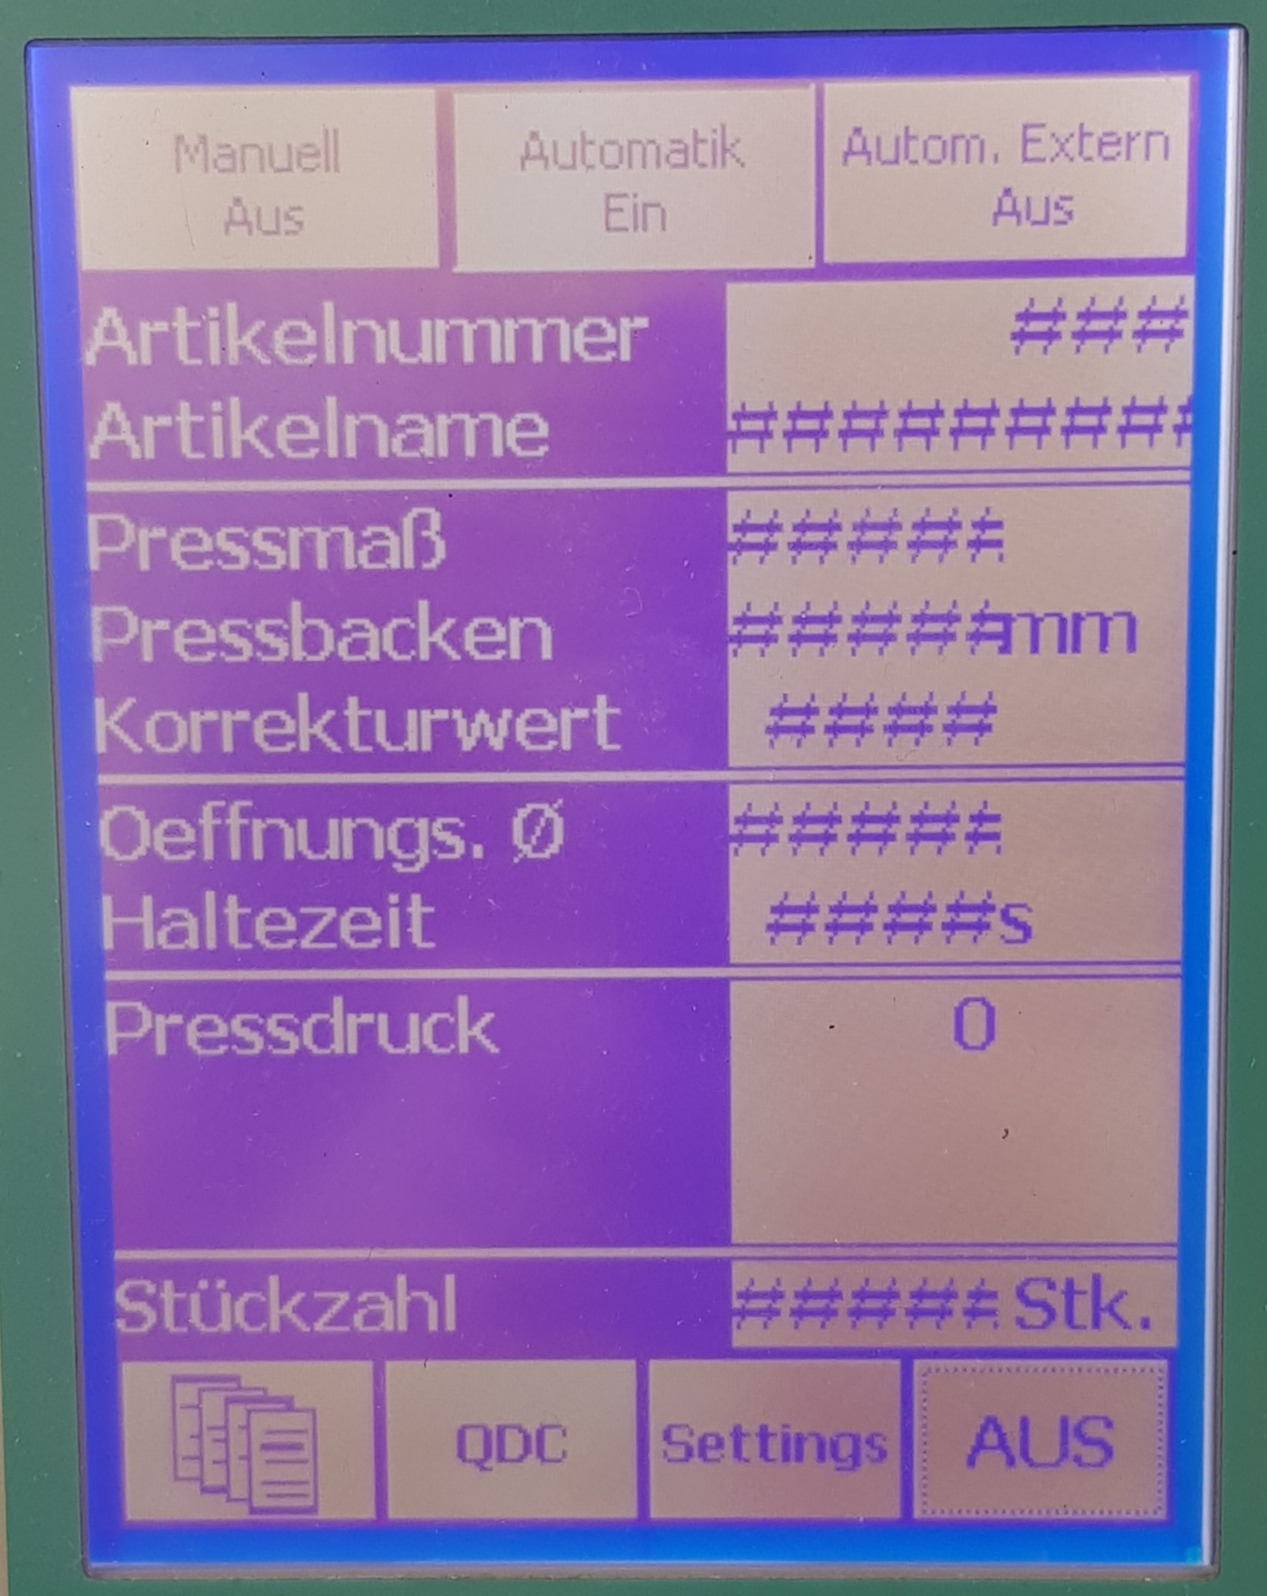 Manuell Automatik Autom. Extern
Aus Ein Aus
Artikelnummer ###
Artikelname #########
Pressmaß #####
Pressbacken #####mm
Korrekturwert ####
Oeffnungs. Ø #####
Haltezeit ####s
Pressdruck 0
Stückzahl ##### Stk.
QDC Settings AUS